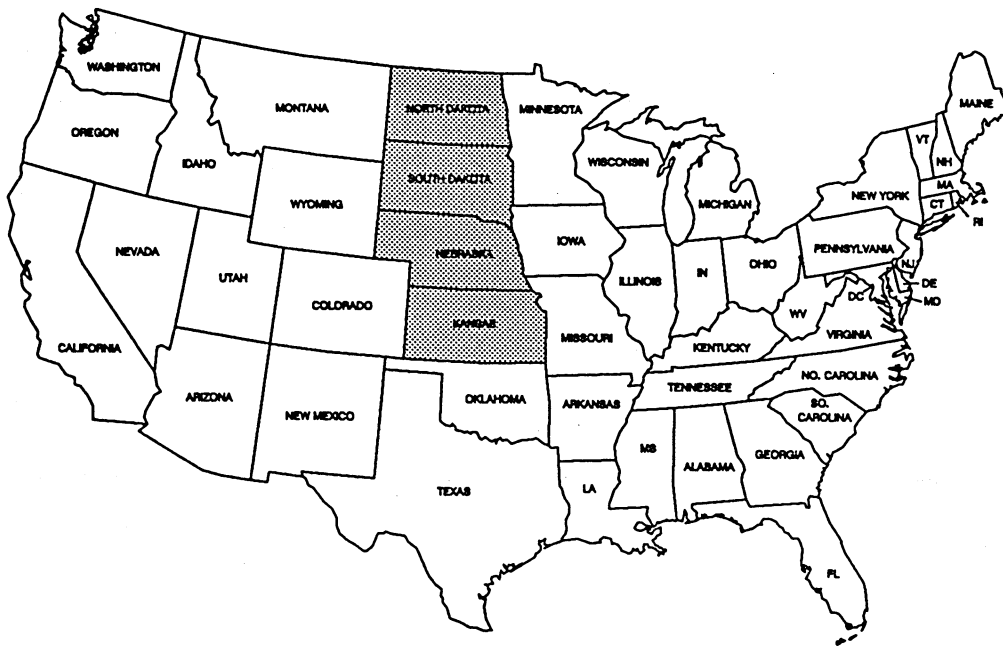 WASHINGTON
MONTANA
NORTH DAKOTA
MINNESOTA
MAINE
OREGON
IDAHO
WYOMING
SOUTH DAKOTA
WISCONSIN
MICHIGAN
VT
NH
NEW YORK
MA
CT
RI
NEVADA
UTAH
COLORADO
NEBRASKA
IOWA
ILLINOIS
IN
OHIO
PENNSYLVANIA
NJ
DE
MD
DC
WV
VIRGINIA
CALIFORNIA
KANSAS
MISSOURI
KENTUCKY
ARIZONA
NEW MEXICO
OKLAHOMA
ARKANSAS
TENNESSEE
NO. CAROLINA
SO.
CAROLINA
TEXAS
LA
MS
ALABAMA
GEORGIA
FL